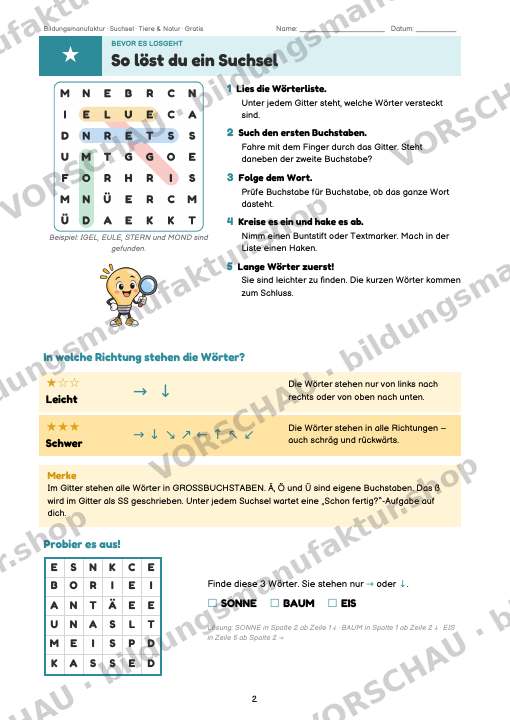 Bildungsmanufaktur · Suchsel · Tiere & Natur · Gratis
Name: ____________________ Datum: __________
BEVOR ES LOSGEHT
So löst du ein Suchsel
M N E B R C N
I E L U E C A
D N R E T S S
U M T G G O E
F O R H R I S
M N Ü E R C M
Ü D A E K K T
Beispiel: IGEL, EULE, STERN und MOND sind
gefunden.
1 Lies die Wörterliste.
Unter jedem Gitter steht, welche Wörter versteckt
sind.
2 Such den ersten Buchstaben.
Fahre mit dem Finger durch das Gitter. Steht
daneben der zweite Buchstabe?
3 Folge dem Wort.
Prüfe Buchstabe für Buchstabe, ob das ganze Wort
dasteht.
4 Kreise es ein und hake es ab.
Nimm einen Buntstift oder Textmarker. Mach in der
Liste einen Haken.
5 Lange Wörter zuerst!
Sie sind leichter zu finden. Die kurzen Wörter kommen
zum Schluss.
In welche Richtung stehen die Wörter?
★☆☆
Leicht
→ ↓
Die Wörter stehen nur von links nach
rechts oder von oben nach unten.
★★★
Schwer
→ ↓ ↘ ↗ ← ↑ ↖ ↙
Die Wörter stehen in alle Richtungen –
auch schräg und rückwärts.
Merke
Im Gitter stehen alle Wörter in GROSSBUCHSTABEN. Ä, Ö und Ü sind eigene Buchstaben. Das ß
wird im Gitter als SS geschrieben. Unter jedem Suchsel wartet eine „Schon fertig?“-Aufgabe auf
dich.
Probier es aus!
E S N K C E
B O R I E I
A N T Ä E E
U N A S L T
M E I S P D
K A S S E D
Finde diese 3 Wörter. Sie stehen nur → oder ↓.
☐ SONNE ☐ BAUM ☐ EIS
Lösung: SONNE in Spalte 2 ab Zeile 1 ↓ · BAUM in Spalte 1 ab Zeile 2 ↓ · EIS
in Zeile 5 ab Spalte 2 →
2
VORSCHAU · bildungsmanufaktur.shop